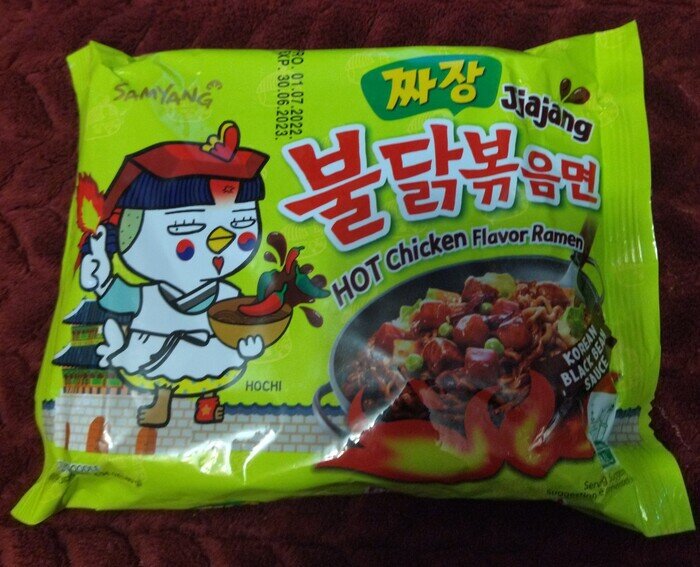 SAMYANG
PRO. 01.07.2022.
EXP. 30.06.2023.
짜장
Jjajang
불닭볶음면
HOT Chicken Flavor Ramen
KOREAN
BLACK BEAN
SAUCE
HOCHI